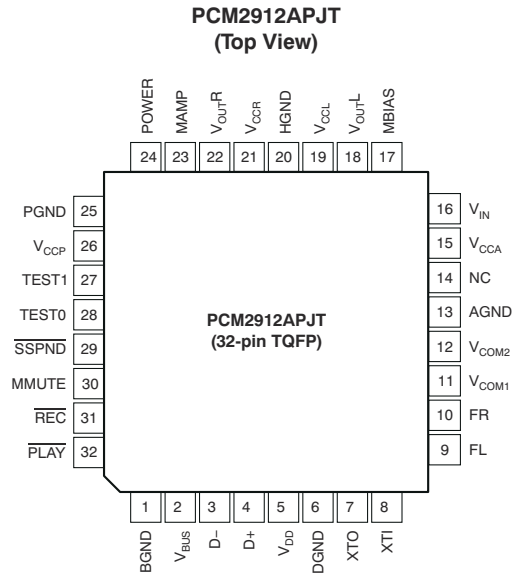 PCM2912APJT
(Top View)
POWER
MAMP
VOUTR
VCCR
HGND
VCCL
VOUTL
MBIAS
24 23 22 21 20 19 18 17
PGND 25
VCCP 26
TEST1 27
TEST0 28
SSPND 29
MMUTE 30
REC 31
PLAY 32
PCM2912APJT
(32-pin TQFP)
16 VIN
15 VCCA
14 NC
13 AGND
12 VCOM2
11 VCOM1
10 FR
9 FL
1 2 3 4 5 6 7 8
BGND
VBUS
D–
D+
VDD
DGND
XTO
XTI